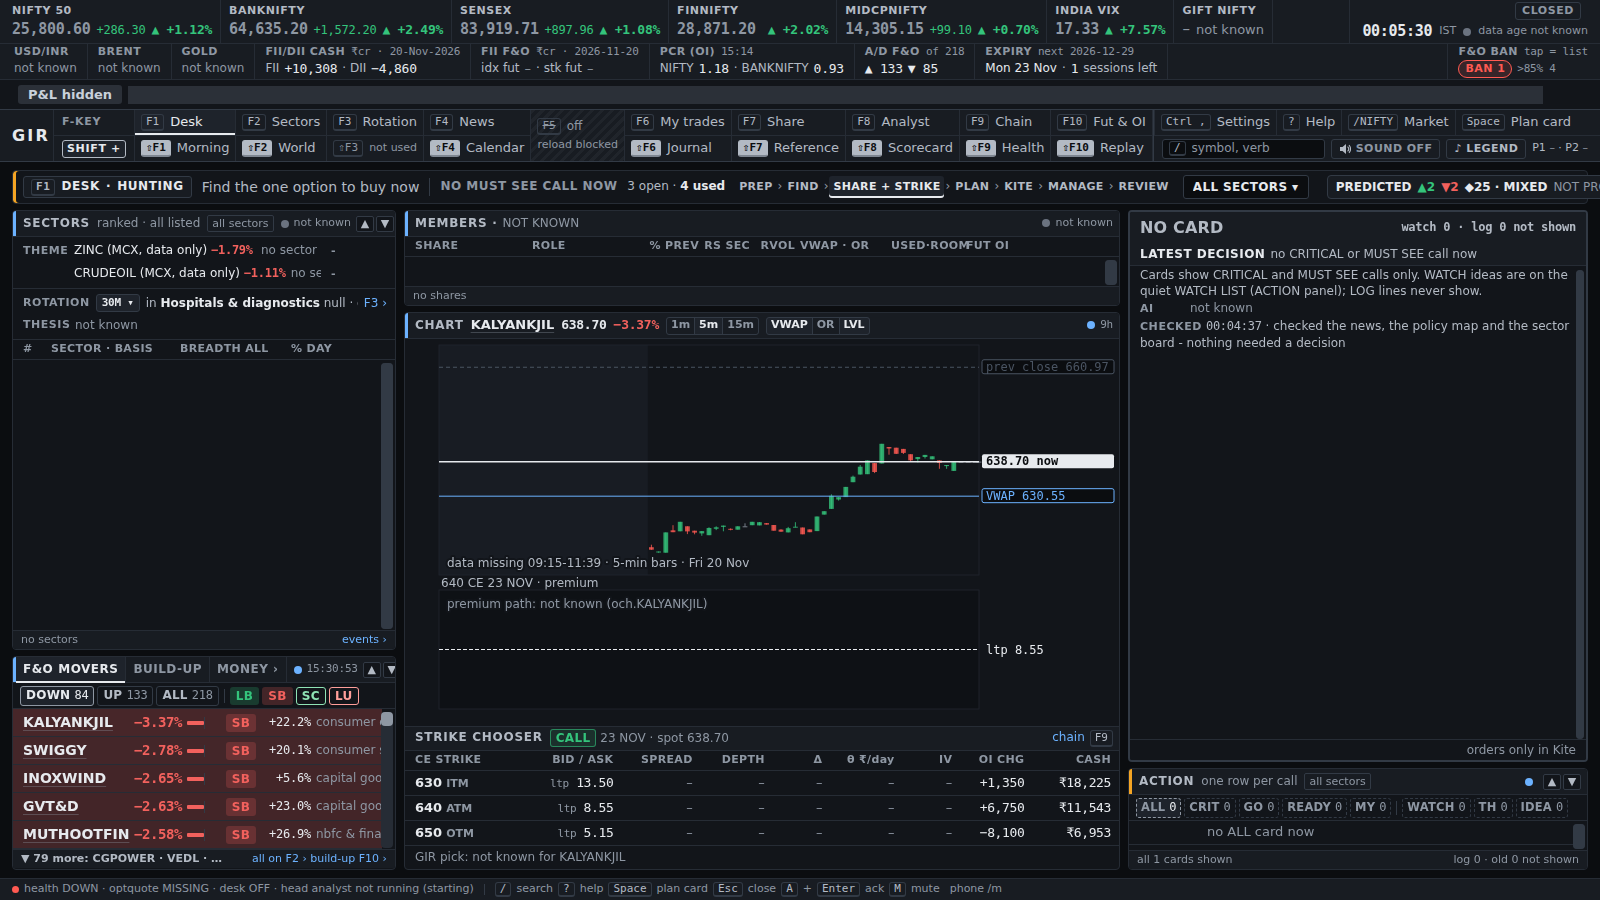 NIFTY 50 BANKNIFTY SENSEX FINNIFTY MIDCPNIFTY INDIA VIX GIFT NIFTY CLOSED
25,800.60 +286.30 ▲ +1.12% 64,635.20 +1,572.20 ▲ +2.49% 83,939.71 +897.96 ▲ +1.08% 28,871.20 ▲ +2.02% 14,305.15 +99.10 ▲ +0.70% 17.33 ▲ +7.57% – not known 00:05:30 IST data age not known
USD/INR BRENT GOLD FII/DII CASH ₹cr · 20-Nov-2026 FII F&O ₹cr · 2026-11-20 PCR (OI) 15:14 A/D F&O of 218 EXPIRY next 2026-12-29 F&O BAN tap = list
not known not known not known FII +10,308 · DII −4,860 idx fut – · stk fut – NIFTY 1.18 · BANKNIFTY 0.93 ▲ 133 ▼ 85 Mon 23 Nov · 1 sessions left BAN 1 >85% 4
P&L hidden
GIR F-KEY F1 Desk F2 Sectors F3 Rotation F4 News F5 off F6 My trades F7 Share F8 Analyst F9 Chain F10 Fut & OI Ctrl , Settings ? Help /NIFTY Market Space Plan card
SHIFT + ⇧F1 Morning ⇧F2 World ⇧F3 not used ⇧F4 Calendar reload blocked ⇧F6 Journal ⇧F7 Reference ⇧F8 Scorecard ⇧F9 Health ⇧F10 Replay / symbol, verb SOUND OFF ♪ LEGEND P1 – · P2 –
F1 DESK · HUNTING Find the one option to buy now NO MUST SEE CALL NOW 3 open · 4 used PREP › FIND › SHARE + STRIKE › PLAN › KITE › MANAGE › REVIEW ALL SECTORS ▾ PREDICTED ▲2 ▼2 ◆25 · MIXED NOT PRO
SECTORS ranked · all listed all sectors not known ▲ ▼
THEME ZINC (MCX, data only) −1.79% no sector -
CRUDEOIL (MCX, data only) −1.11% no se -
ROTATION 30M ▾ in Hospitals & diagnostics null · F3 ›
THESIS not known
# SECTOR · BASIS BREADTH ALL % DAY
no sectors events ›
F&O MOVERS BUILD-UP MONEY › 15:30:53 ▲ ▼
DOWN 84 UP 133 ALL 218 LB SB SC LU
KALYANKJIL −3.37% SB +22.2% consumer
SWIGGY −2.78% SB +20.1% consumer s
INOXWIND −2.65% SB +5.6% capital goo
GVT&D −2.63% SB +23.0% capital goo
MUTHOOTFIN −2.58% SB +26.9% nbfc & fina
▼ 79 more: CGPOWER · VEDL · … all on F2 › build-up F10 ›
MEMBERS · NOT KNOWN not known
SHARE ROLE % PREV RS SEC RVOL VWAP · OR USED·ROOM FUT OI
no shares
CHART KALYANKJIL 638.70 −3.37% 1m 5m 15m VWAP OR LVL 9h
prev close 660.97
638.70 now
VWAP 630.55
data missing 09:15-11:39 · 5-min bars · Fri 20 Nov
640 CE 23 NOV · premium
premium path: not known (och.KALYANKJIL)
ltp 8.55
STRIKE CHOOSER CALL 23 NOV · spot 638.70 chain F9
CE STRIKE BID / ASK SPREAD DEPTH Δ θ ₹/day IV OI CHG CASH
630 ITM ltp 13.50 – – – – – +1,350 ₹18,225
640 ATM ltp 8.55 – – – – – +6,750 ₹11,543
650 OTM ltp 5.15 – – – – – −8,100 ₹6,953
GIR pick: not known for KALYANKJIL
NO CARD watch 0 · log 0 not shown
LATEST DECISION no CRITICAL or MUST SEE call now
Cards show CRITICAL and MUST SEE calls only. WATCH ideas are on the
quiet WATCH LIST (ACTION panel); LOG lines never show.
AI not known
CHECKED 00:04:37 · checked the news, the policy map and the sector
board - nothing needed a decision
orders only in Kite
ACTION one row per call all sectors ▲ ▼
ALL 0 CRIT 0 GO 0 READY 0 MY 0 WATCH 0 TH 0 IDEA 0
no ALL card now
all 1 cards shown log 0 · old 0 not shown
health DOWN · optquote MISSING · desk OFF · head analyst not running (starting) / search ? help Space plan card Esc close A + Enter ack M mute phone /m